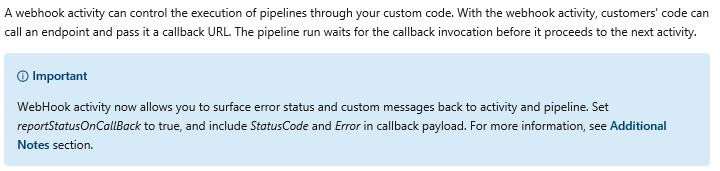 A webhook activity can control the execution of pipelines through your custom code. With the webhook activity, customers' code can
call an endpoint and pass it a callback URL. The pipeline run waits for the callback invocation before it proceeds to the next activity.
Important
WebHook activity now allows you to surface error status and custom messages back to activity and pipeline. Set
reportStatusOnCallBack to true, and include StatusCode and Error in callback payload. For more information, see Additional
Notes section.